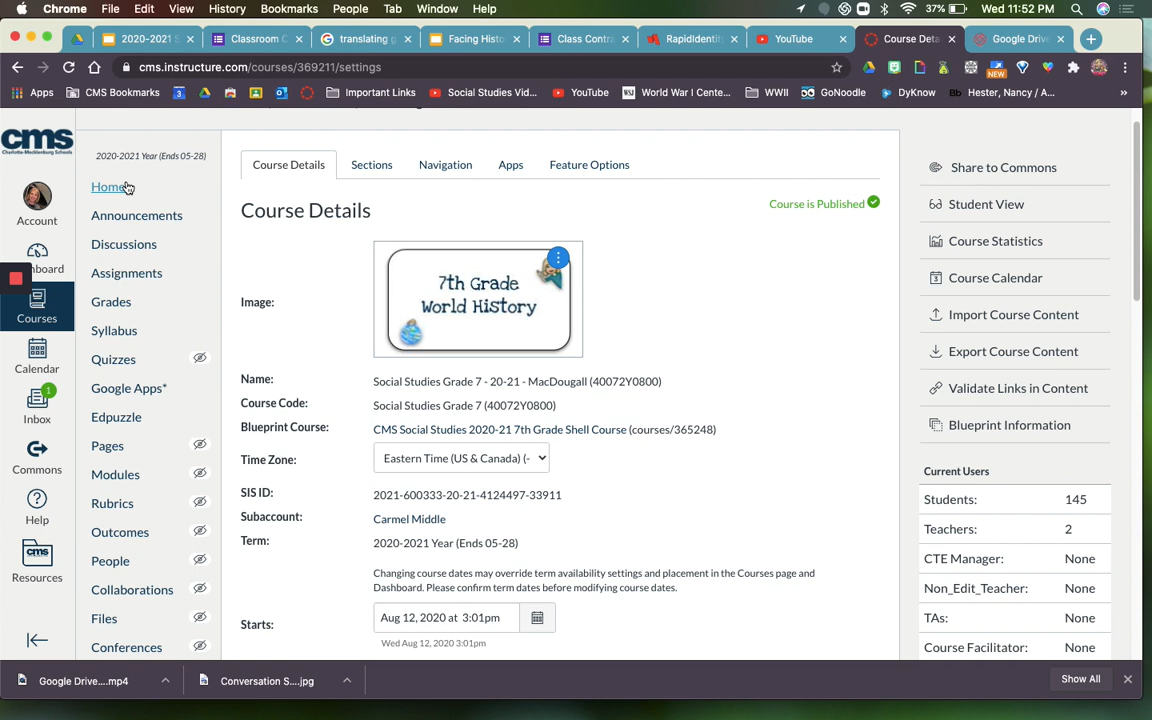 Chrome File Edit View History Bookmarks People Tab Window Help 37% Wed 11:52 PM
2020-2021 S Classroom C translating g Facing Histo Class Contra RapidIdentit YouTube Course Deta Google Drive
cms.instructure.com/courses/369211/settings
NEW
Apps CMS Bookmarks 3 Important Links Social Studies Vid... YouTube World War I Cente... WWII GoNoodle DyKnow Bb Hester, Nancy / A... »
cms
Charlotte-Mecklenburg Schools
Account
hboard
Courses
Calendar
1
Inbox
Commons
Help
cms
Resources
2020-2021 Year (Ends 05-28)
Home
Announcements
Discussions
Assignments
Grades
Syllabus
Quizzes
Google Apps*
Edpuzzle
Pages
Modules
Rubrics
Outcomes
People
Collaborations
Files
Conferences
Course Details Sections Navigation Apps Feature Options
Course Details
Course is Published
Image:
7th Grade
World History
Name: Social Studies Grade 7 - 20-21 - MacDougall (40072Y0800)
Course Code: Social Studies Grade 7 (40072Y0800)
Blueprint Course: CMS Social Studies 2020-21 7th Grade Shell Course (courses/365248)
Time Zone: Eastern Time (US & Canada) (-
SIS ID: 2021-600333-20-21-4124497-33911
Subaccount: Carmel Middle
Term: 2020-2021 Year (Ends 05-28)
Changing course dates may override term availability settings and placement in the Courses page and
Dashboard. Please confirm term dates before modifying course dates.
Starts: Aug 12, 2020 at 3:01pm
Wed Aug 12, 2020 3:01pm
Share to Commons
Student View
Course Statistics
Course Calendar
Import Course Content
Export Course Content
Validate Links in Content
Blueprint Information
Current Users
Students: 145
Teachers: 2
CTE Manager: None
Non_Edit_Teacher: None
TAs: None
Course Facilitator: None
Google Drive....mp4 Conversation S....jpg Show All